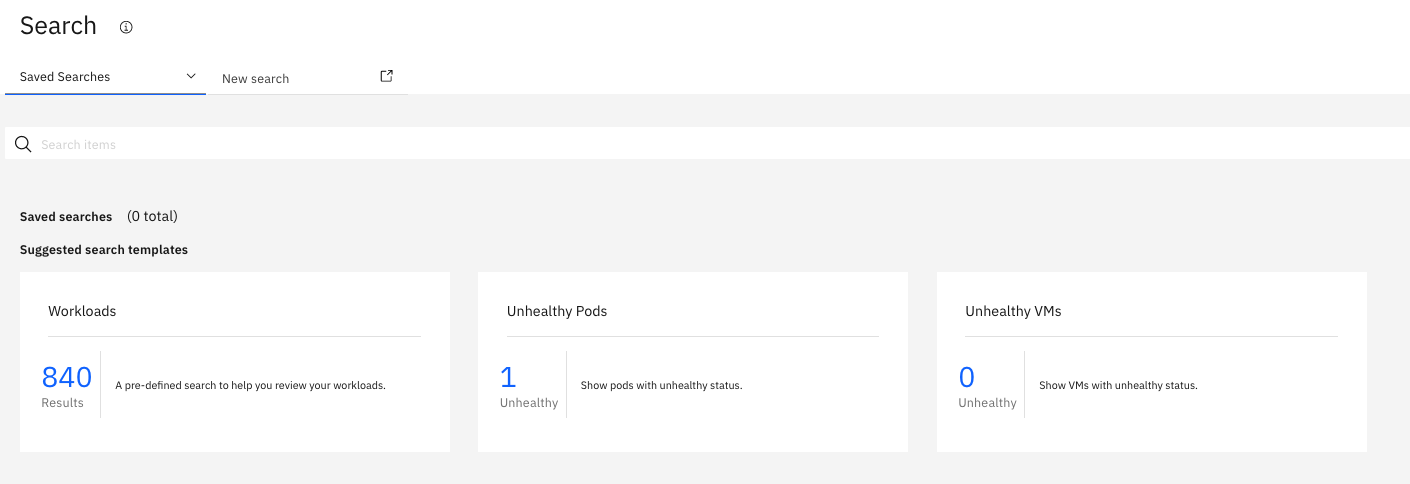 Search
Saved Searches
New search
Search items
Saved searches (0 total)
Suggested search templates
Workloads
840
Results
A pre-defined search to help you review your workloads.
Unhealthy Pods
1
Unhealthy
Show pods with unhealthy status.
Unhealthy VMs
0
Unhealthy
Show VMs with unhealthy status.